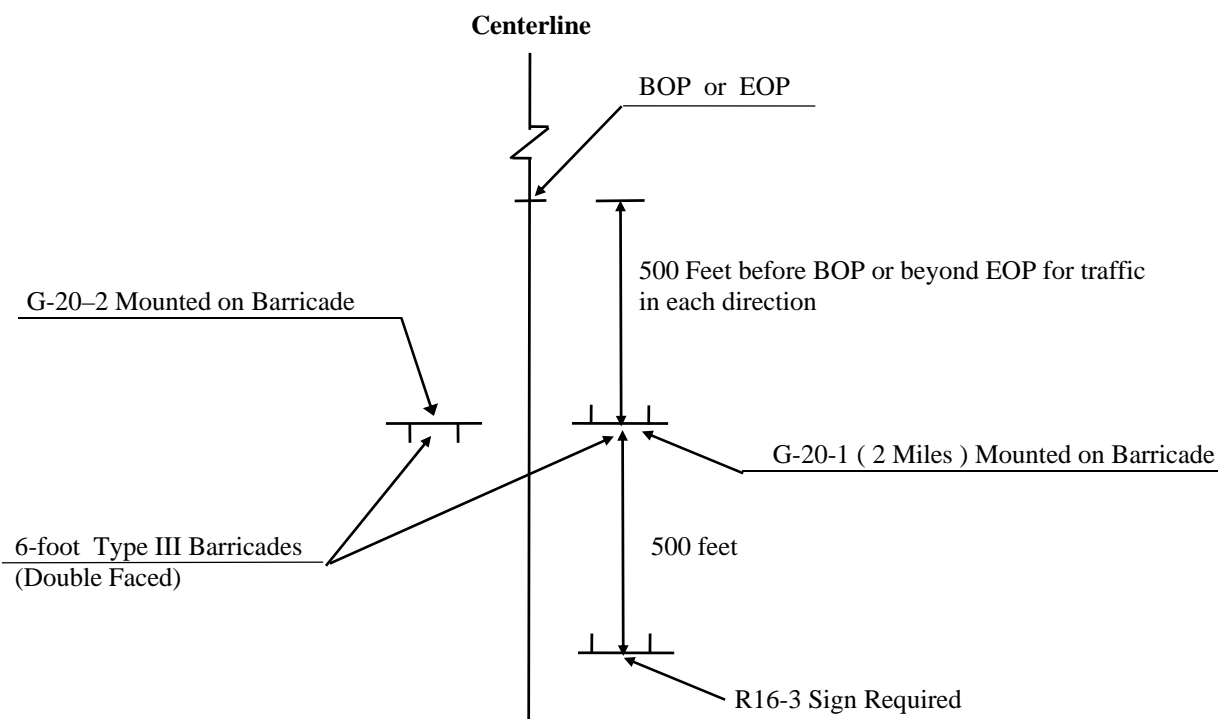 Centerline
BOP or EOP
500 Feet before BOP or beyond EOP for traffic
in each direction
G-20–2 Mounted on Barricade
G-20-1 ( 2 Miles ) Mounted on Barricade
6-foot Type III Barricades
(Double Faced)
500 feet
R16-3 Sign Required